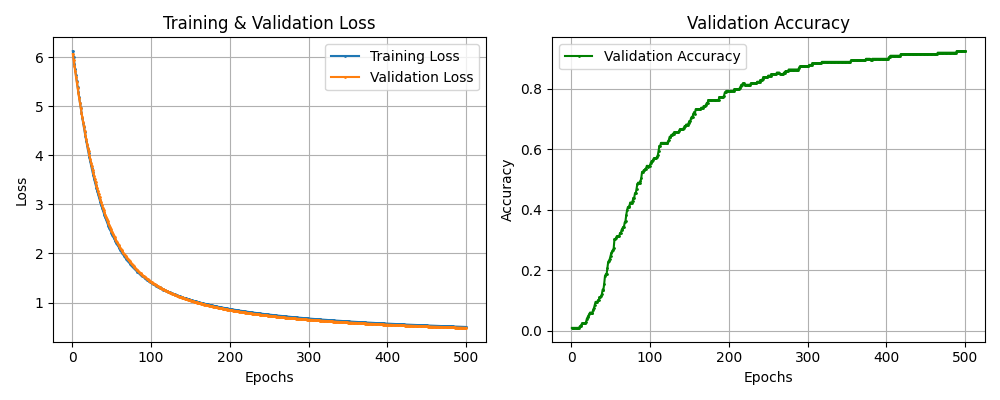 Training & Validation Loss
Training Loss
Validation Loss
6
5
4
3
2
1
Loss
0
100
200
300
400
500
Epochs
Validation Accuracy
Validation Accuracy
0.8
0.6
0.4
0.2
0.0
Accuracy
0
100
200
300
400
500
Epochs